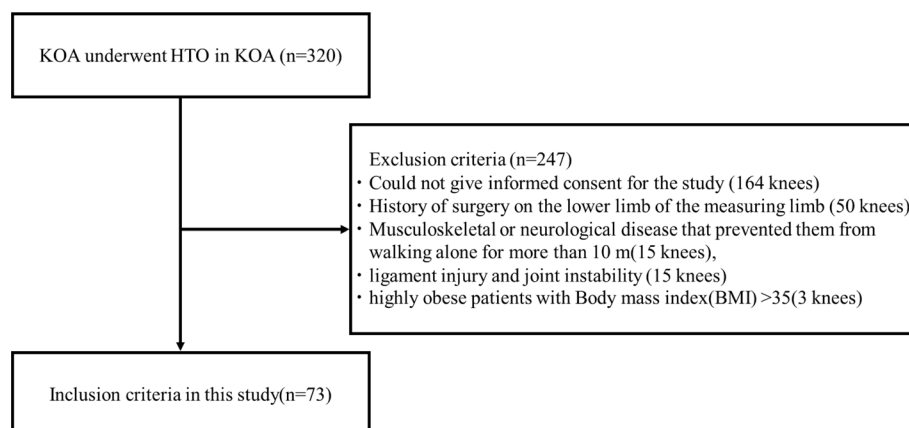 KOA underwent HTO in KOA (n=320)
Exclusion criteria (n=247)
・Could not give informed consent for the study (164 knees)
・History of surgery on the lower limb of the measuring limb (50 knees)
・Musculoskeletal or neurological disease that prevented them from
walking alone for more than 10 m(15 knees),
・ligament injury and joint instability (15 knees)
・highly obese patients with Body mass index(BMI) >35(3 knees)
Inclusion criteria in this study(n=73)